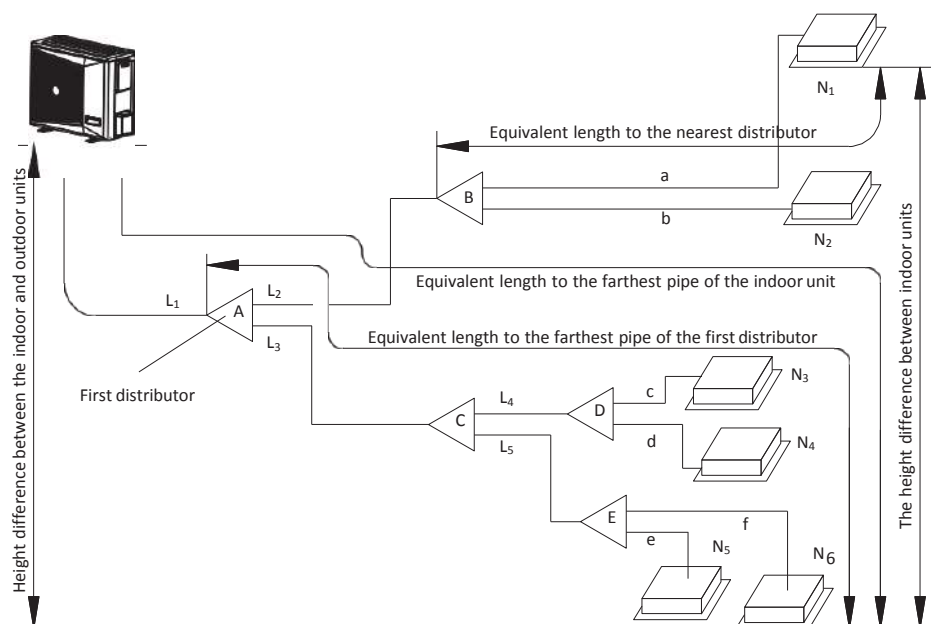 N₁
Equivalent length to the nearest distributor
a
B
b
N₂
Height difference between the indoor and outdoor units
The height difference between indoor units
Equivalent length to the farthest pipe of the indoor unit
L₁
A
L₂
L₃
Equivalent length to the farthest pipe of the first distributor
First distributor
N₃
c
L₄
D
C
d
N₄
L₅
E
f
e
N₅
N6